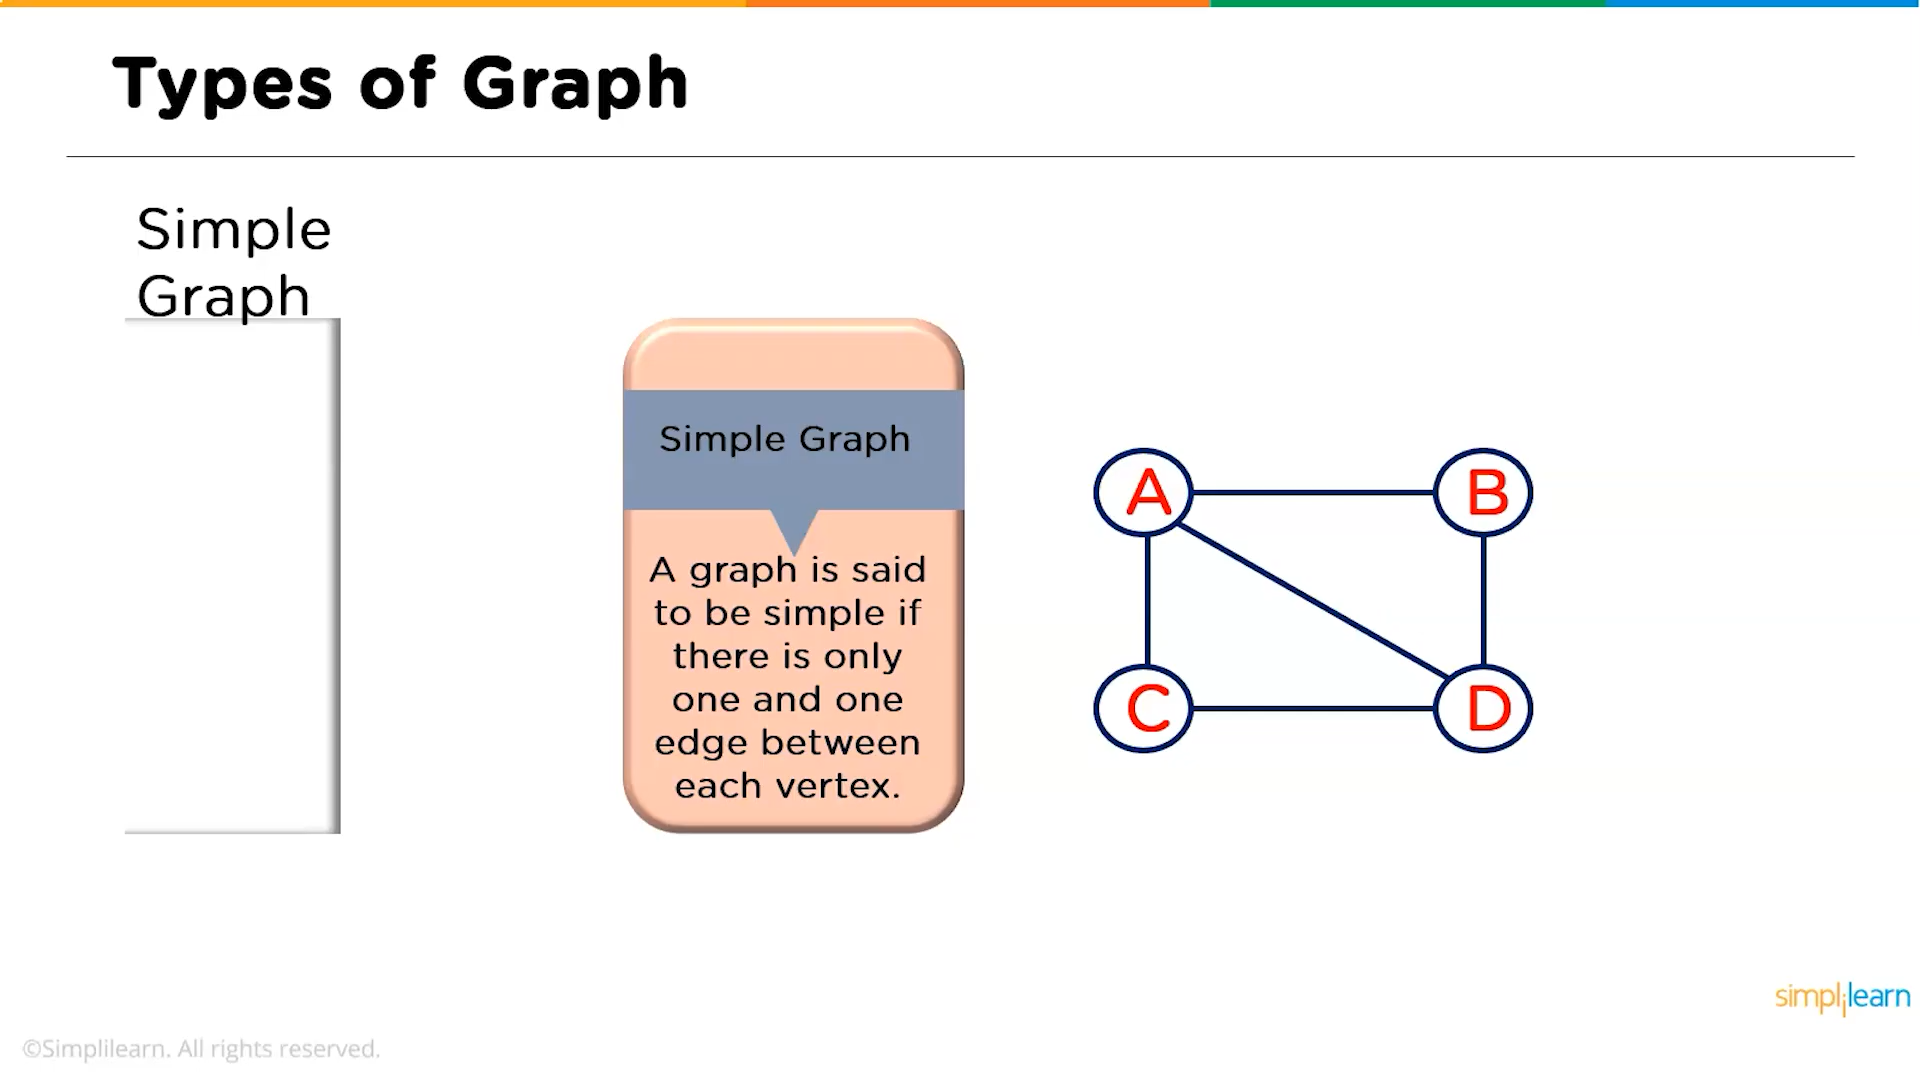 Types of Graph
Simple
Graph
Simple Graph
A graph is said
to be simple if
there is only
one and one
edge between
each vertex.
A
B
C
D
simplilearn
©Simplilearn. All rights reserved.